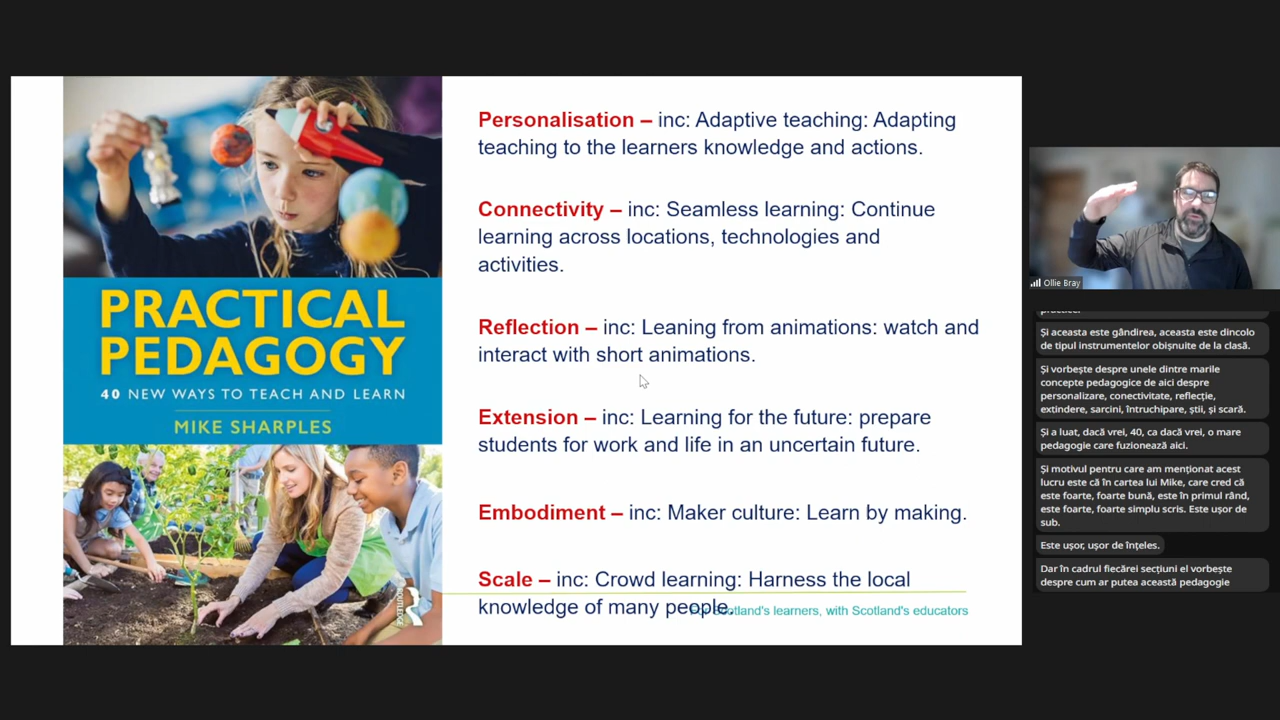 PRACTICAL
PEDAGOGY
40 NEW WAYS TO TEACH AND LEARN
MIKE SHARPLES
ROUTLEDGE
Personalisation – inc: Adaptive teaching: Adapting
teaching to the learners knowledge and actions.
Connectivity – inc: Seamless learning: Continue
learning across locations, technologies and
activities.
Reflection – inc: Leaning from animations: watch and
interact with short animations.
Extension – inc: Learning for the future: prepare
students for work and life in an uncertain future.
Embodiment – inc: Maker culture: Learn by making.
Scale – inc: Crowd learning: Harness the local
knowledge of many people.
For Scotland's learners, with Scotland's educators
Ollie Bray
Și aceasta este gândirea, aceasta este dincolo
de tipul instrumentelor obișnuite de la clasă.
Și vorbește despre unele dintre marile
concepte pedagogice de aici despre
personalizare, conectivitate, reflecție,
extindere, sarcini, întruchipare, știi, și scară.
Și a luat, dacă vrei, 40, ca dacă vrei, o mare
pedagogie care fuzionează aici.
Și motivul pentru care am menționat acest
lucru este că în cartea lui Mike, care cred că
este foarte, foarte bună, este în primul rând,
este foarte, foarte simplu scris. Este ușor de
sub.
Este ușor, ușor de înțeles.
Dar în cadrul fiecărei secțiuni el vorbește
despre cum ar putea această pedagogie